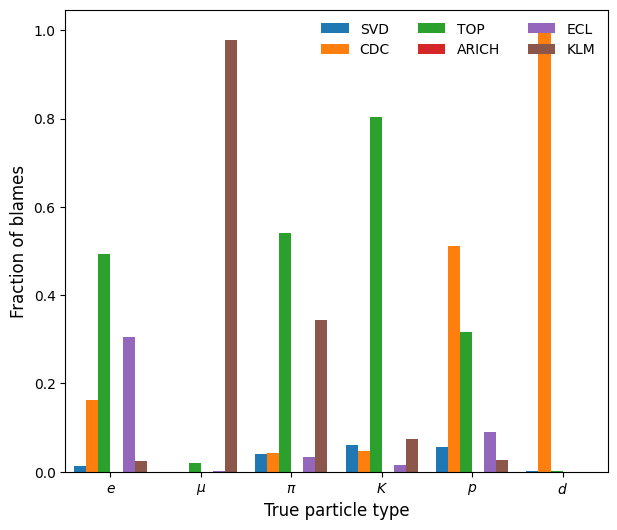 SVD TOP ECL
CDC ARICH KLM
1.0
0.8
0.6
0.4
0.2
0.0
Fraction of blames
e μ π K p d
True particle type